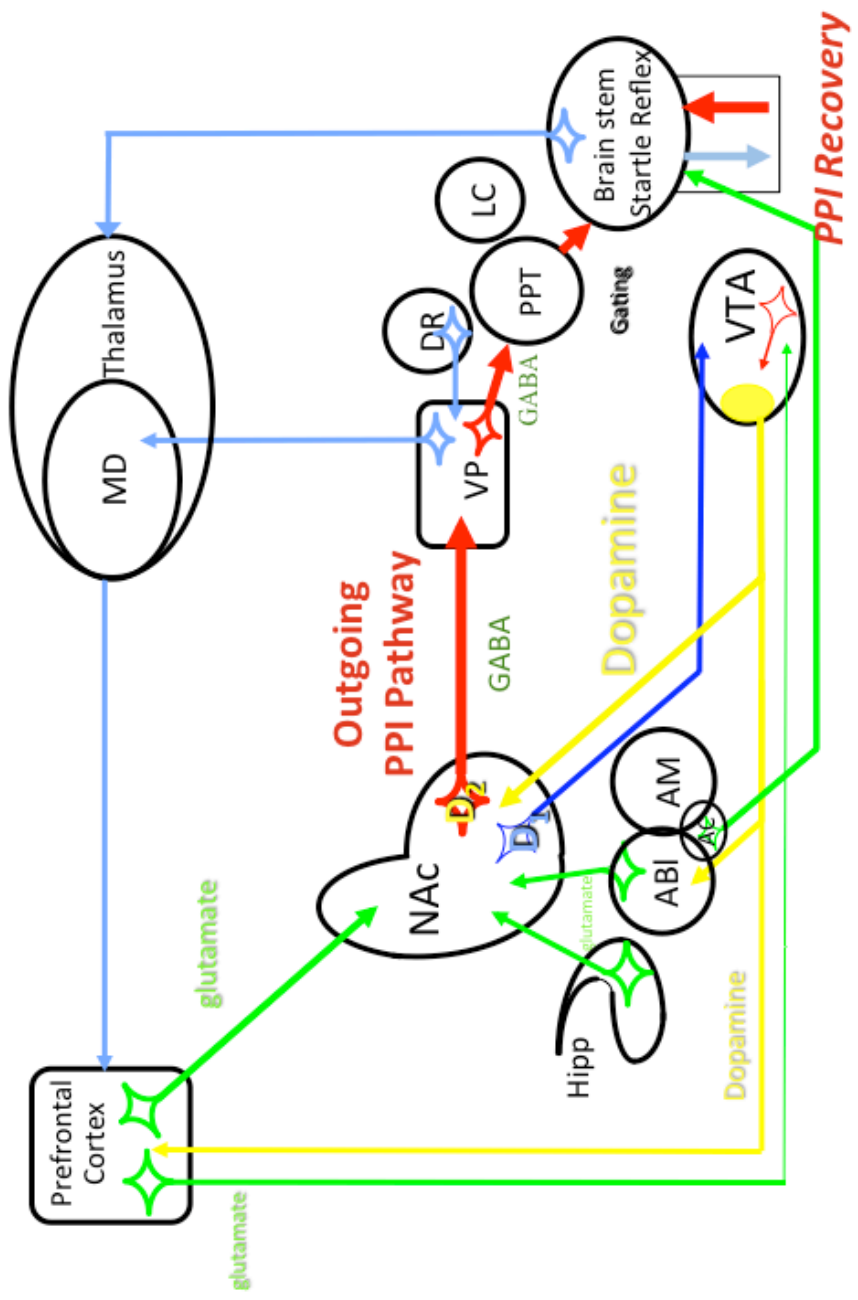 Prefrontal
Cortex
glutamate
glutamate
Thalamus
MD
Outgoing
PPI Pathway
GABA
NAc
D2
D1
VP
DR
LC
PPT
GABA
Gating
Brain stem
Startle Reflex
Hipp
glutamate
ABl
AM
Ac
Dopamine
Dopamine
VTA
PPI Recovery